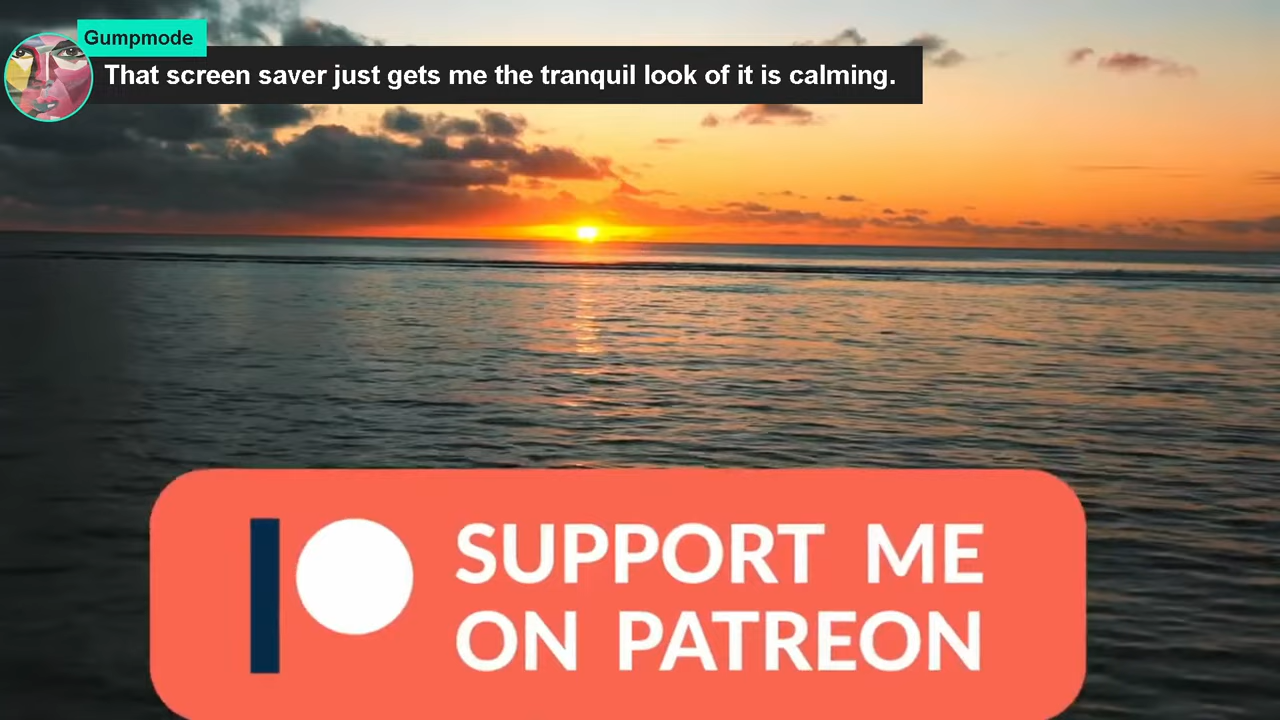 Gumpmode
That screen saver just gets me the tranquil look of it is calming.
SUPPORT ME
ON PATREON